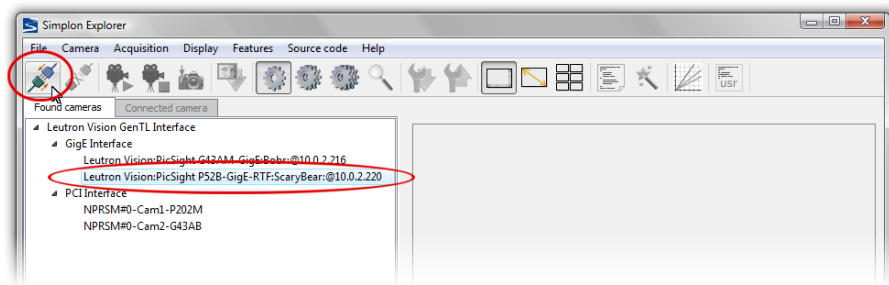 Simplon Explorer
File Camera Acquisition Display Features Source code Help
usr
Found cameras Connected camera
Leutron Vision GenTL Interface
GigE Interface
Leutron Vision:PicSight G43AM-GigE:Bobr:@10.0.2.216
Leutron Vision:PicSight P52B-GigE-RTF:ScaryBear:@10.0.2.220
PCI Interface
NPRSM#0-Cam1-P202M
NPRSM#0-Cam2-G43AB